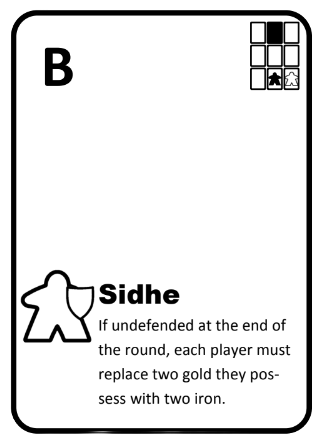 B
Sidhe
If undefended at the end of
the round, each player must
replace two gold they pos-
sess with two iron.